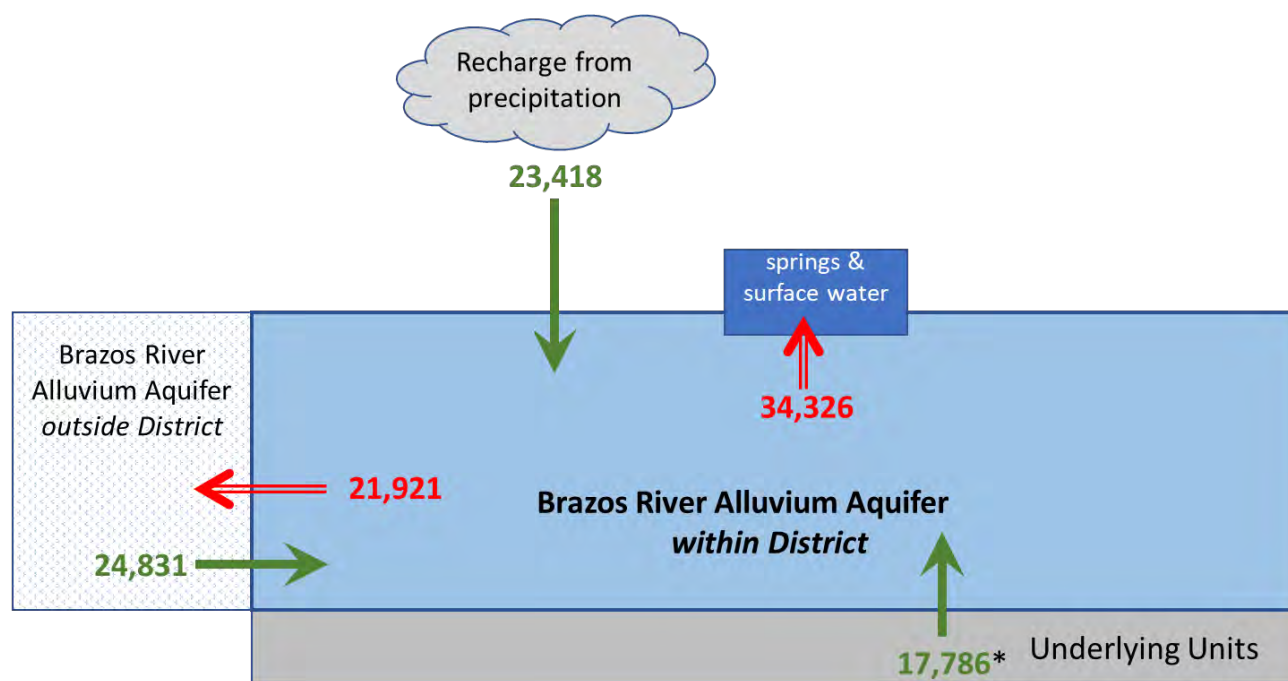 Recharge from
precipitation
23,418
springs &
surface water
Brazos River
Alluvium Aquifer
outside District
34,326
21,921
Brazos River Alluvium Aquifer
within District
24,831
17,786*
Underlying Units